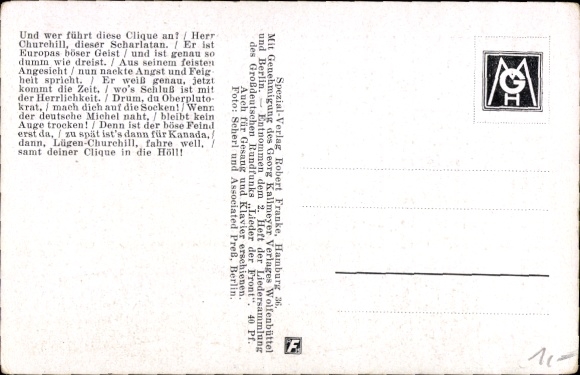 Und wer führt diese Clique an? / Herr
Churchill, dieser Scharlatan. / Er ist
Europas böser Geist / und ist genau so
dumm wie dreist. / Aus seinem feisten
Angesicht / nun nackte Angst und Feig-
heit spricht. / Er weiß genau, jetzt
kommt die Zeit, / wo's Schluß ist mit
der Herrlichkeit. / Drum, du Oberpluto-
krat, / mach dich auf die Socken! / Wenn
der deutsche Michel naht, / bleibt kein
Auge trocken! / Denn ist der böse Feind
erst da, / zu spät ist's dann für Kanada, /
dann, Lügen-Churchill, fahre well, /
samt deiner Clique in die Höll!
Spezial-Verlag Robert Franke, Hamburg 36.
Mit Genehmigung des Georg Kallmeyer Verlages Wolfenbüttel
und Berlin. — Entnommen dem 2. Heft der Liedersammlung
des Großdeutschen Rundfunks „Lieder der Front". 40 Pf.
Auch für Gesang und Klavier erschienen.
Foto: Scherl und Associated Preß, Berlin.
MGH
F
1,-